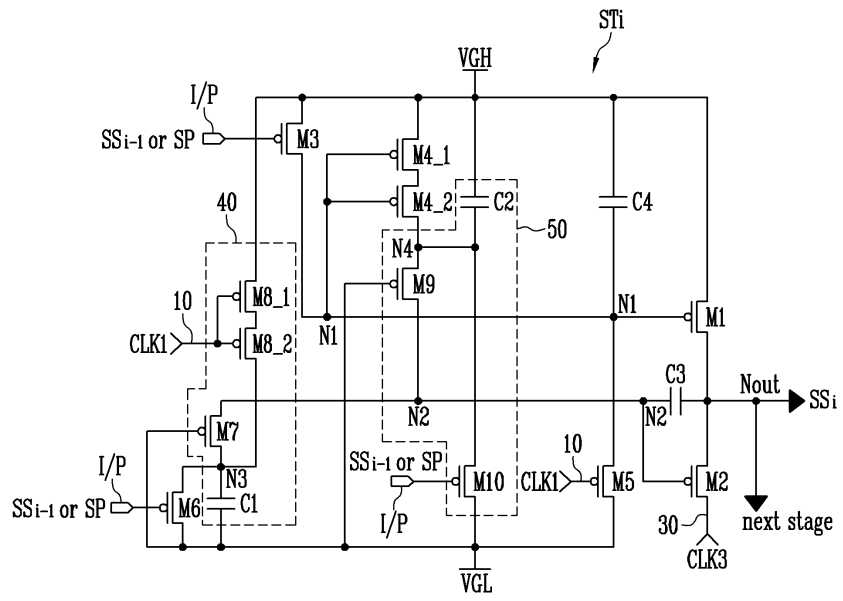 STi
VGH
I/P
SSi-1 or SP
M3
M4_1
M4_2
C2
C4
40
50
N4
M9
M8_1
10
CLK1
M8_2
N1
N1
M1
C3
Nout
SSi
N2
N2
M7
I/P
N3
SSi-1 or SP
M6
C1
SSi-1 or SP
M10
I/P
10
CLK1
M5
M2
30
next stage
CLK3
VGL